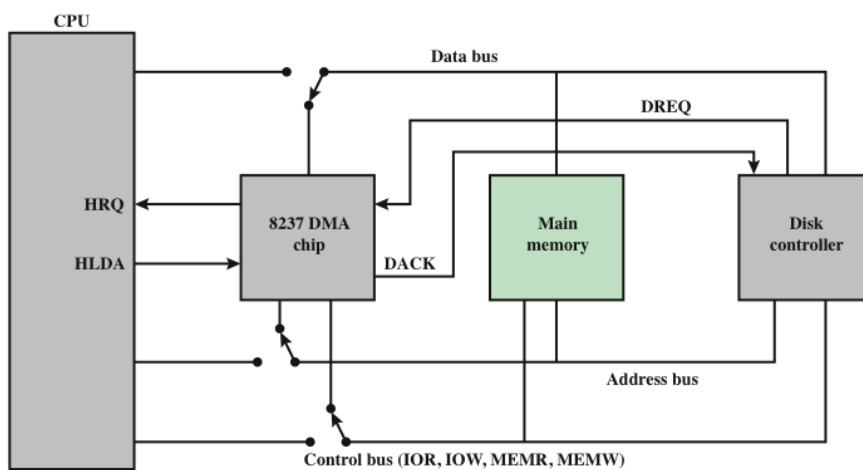 CPU
Data bus
DREQ
HRQ
8237 DMA
chip
Main
memory
Disk
controller
HLDA
DACK
Address bus
Control bus (IOR, IOW, MEMR, MEMW)